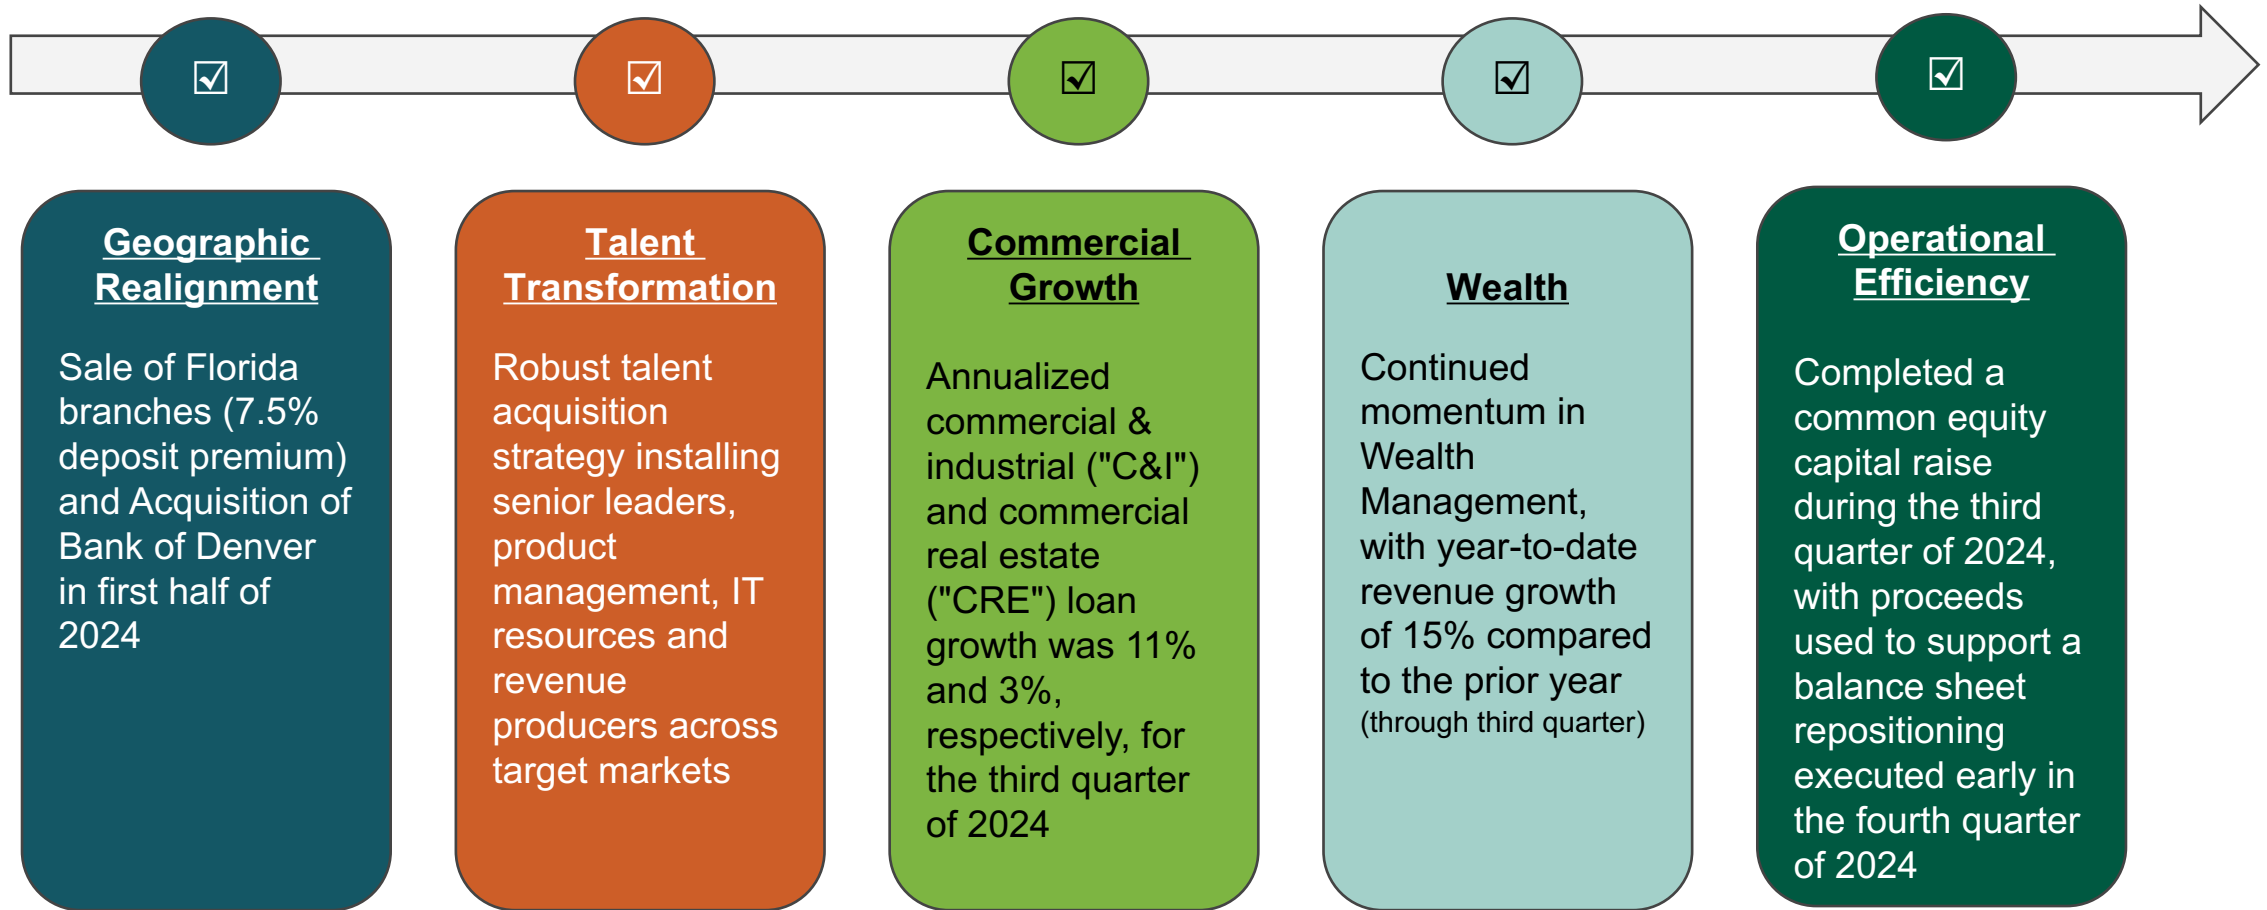 ☑
☑
☑
☑
☑
Geographic
Realignment
Sale of Florida
branches (7.5%
deposit premium)
and Acquisition of
Bank of Denver
in first half of
2024
Talent
Transformation
Robust talent
acquisition
strategy installing
senior leaders,
product
management, IT
resources and
revenue
producers across
target markets
Commercial
Growth
Annualized
commercial &
industrial ("C&I")
and commercial
real estate
("CRE") loan
growth was 11%
and 3%,
respectively, for
the third quarter
of 2024
Wealth
Continued
momentum in
Wealth
Management,
with year-to-date
revenue growth
of 15% compared
to the prior year
(through third quarter)
Operational
Efficiency
Completed a
common equity
capital raise
during the third
quarter of 2024,
with proceeds
used to support a
balance sheet
repositioning
executed early in
the fourth quarter
of 2024